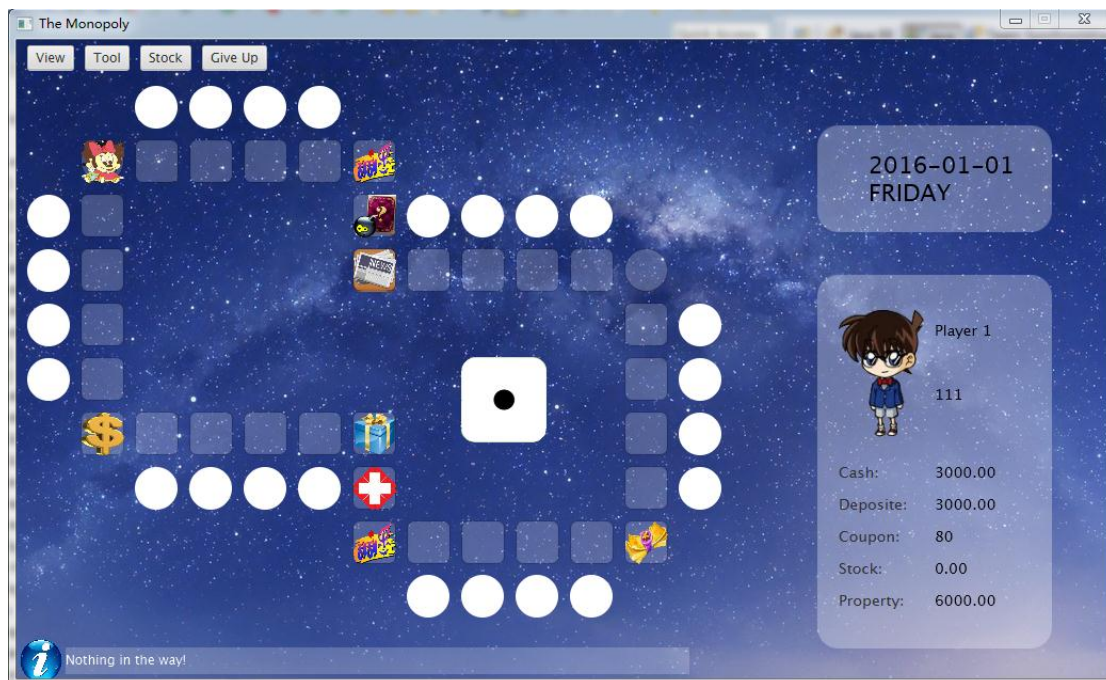 The Monopoly
View
Tool
Stock
Give Up
2016-01-01
FRIDAY
NEWS
?
$
Player 1
111
Cash: 3000.00
Deposite: 3000.00
Coupon: 80
Stock: 0.00
Property: 6000.00
i
Nothing in the way!